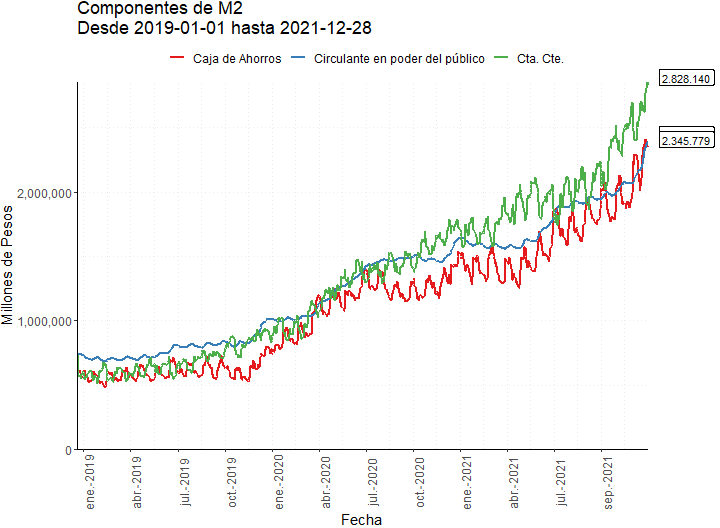 Componentes de M2
Desde 2019-01-01 hasta 2021-12-28
Caja de Ahorros Circulante en poder del público Cta. Cte.
2.828.140
2.345.779
Millones de Pesos
2,000,000
1,000,000
0
ene.-2019 abr.-2019 jul.-2019 oct.-2019 ene.-2020 abr.-2020 jul.-2020 oct.-2020 ene.-2021 abr.-2021 jul.-2021 sep.-2021
Fecha